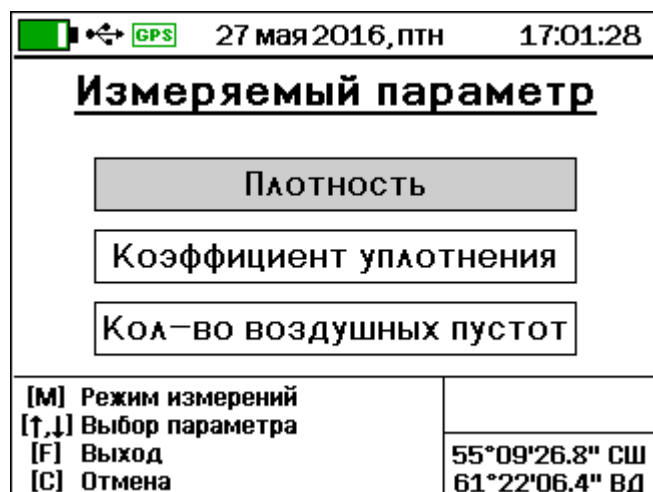 GPS 27 мая 2016, птн 17:01:28
Измеряемый параметр
Плотность
Коэффициент уплотнения
Кол-во воздушных пустот
[M] Режим измерений
[↑,↓] Выбор параметра
[F] Выход
[C] Отмена
55°09'26.8" СШ
61°22'06.4" ВД